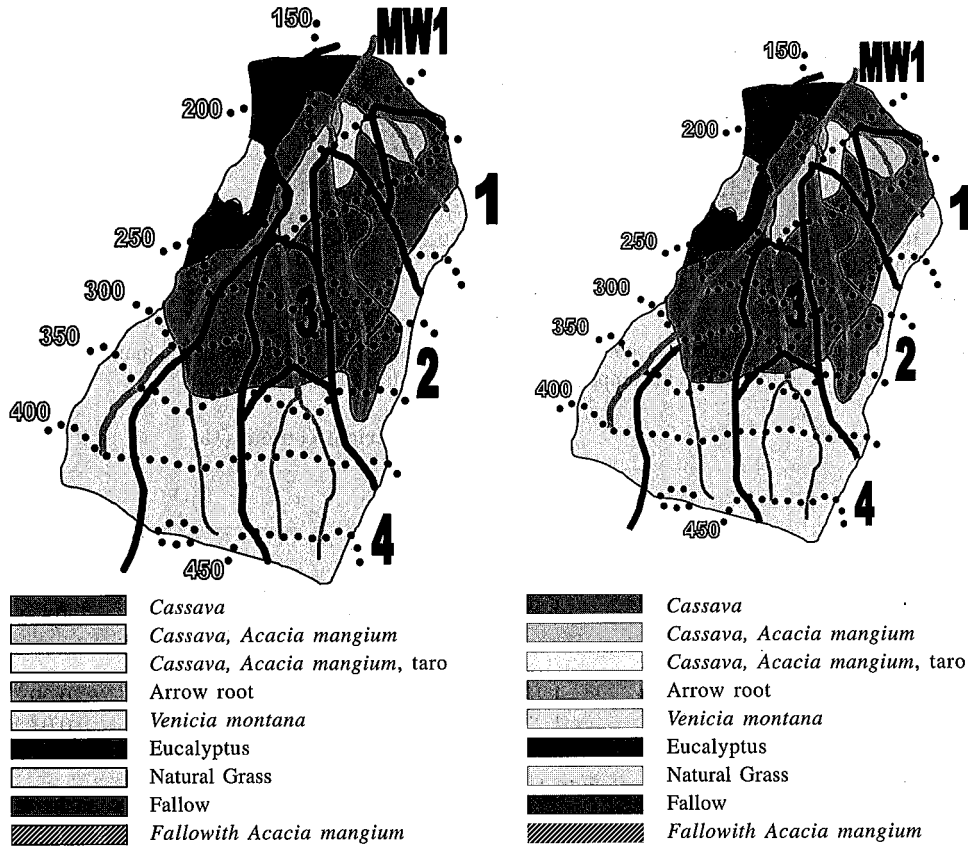 150
MW1
200
1
250
300
3
350
2
400
4
450
Cassava
Cassava, Acacia mangium
Cassava, Acacia mangium, taro
Arrow root
Venicia montana
Eucalyptus
Natural Grass
Fallow
Fallowith Acacia mangium
150
MW1
200
1
250
300
3
350
2
400
4
450
Cassava
Cassava, Acacia mangium
Cassava, Acacia mangium, taro
Arrow root
Venicia montana
Eucalyptus
Natural Grass
Fallow
Fallowith Acacia mangium